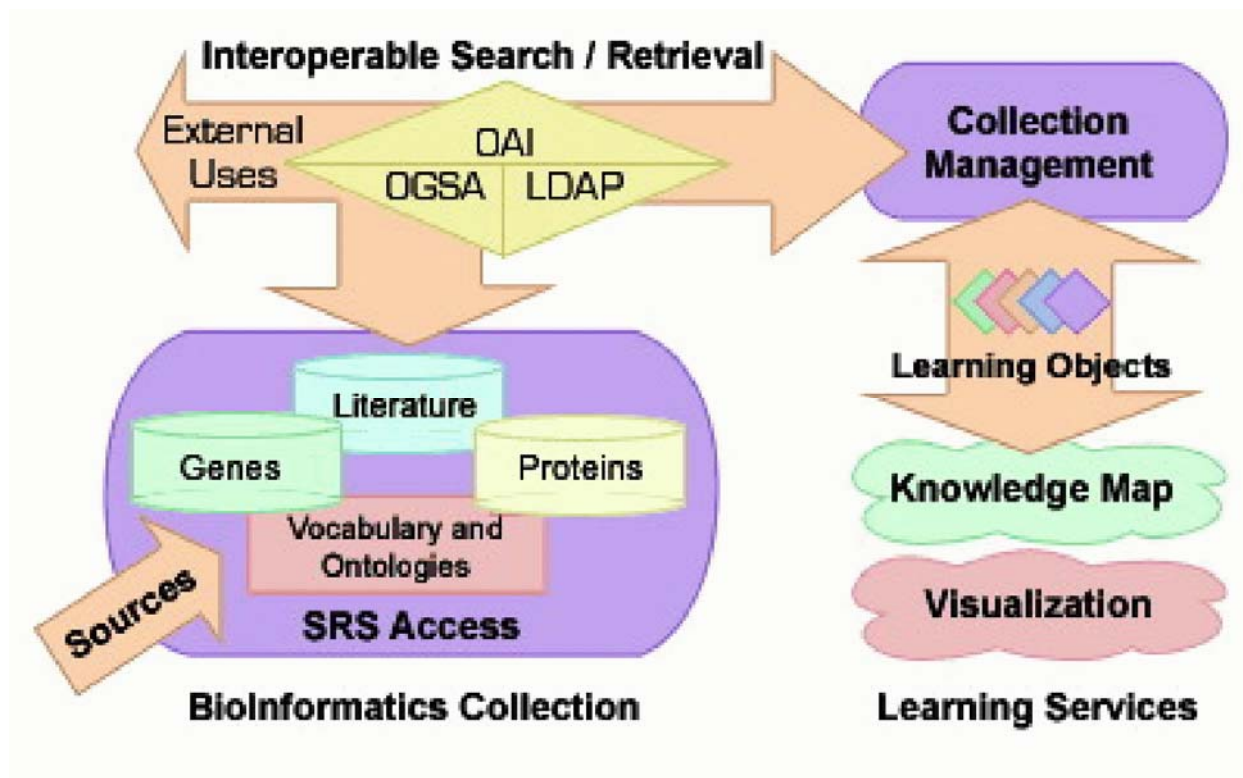 Interoperable Search / Retrieval
External
Uses
OAI
OGSA
LDAP
Collection
Management
Learning Objects
Literature
Genes
Proteins
Vocabulary and
Ontologies
Sources
SRS Access
BioInformatics Collection
Knowledge Map
Visualization
Learning Services